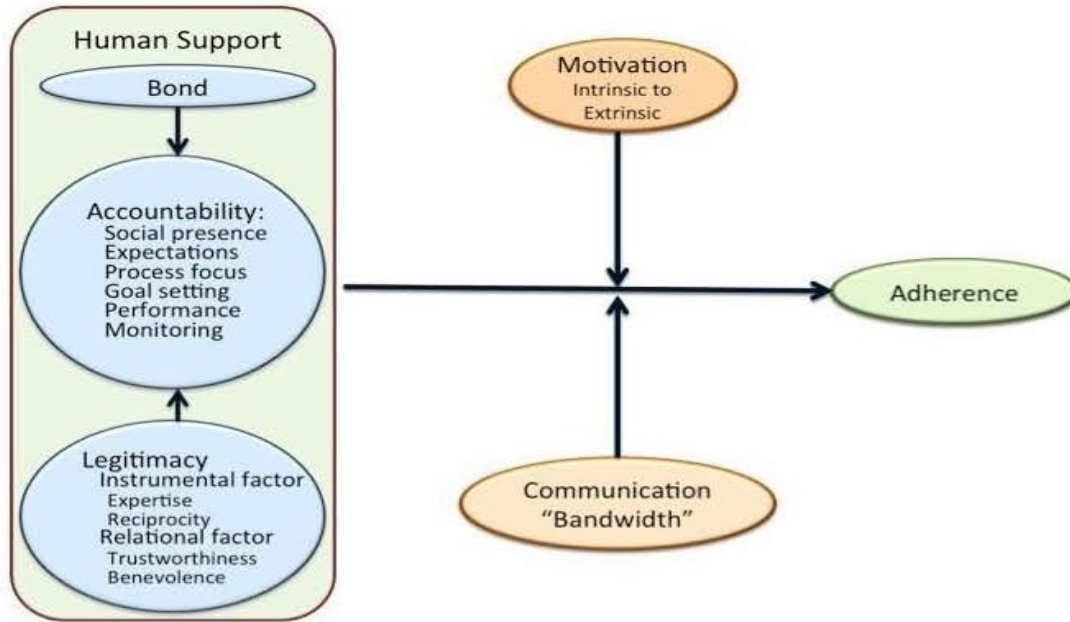 Human Support
Bond
Accountability:
Social presence
Expectations
Process focus
Goal setting
Performance
Monitoring
Legitimacy
Instrumental factor
Expertise
Reciprocity
Relational factor
Trustworthiness
Benevolence
Motivation
Intrinsic to
Extrinsic
Communication
“Bandwidth”
Adherence